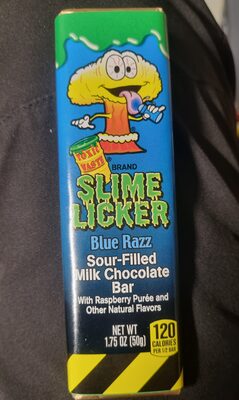 TOXIC
WASTE
BRAND
SLIME
LICKER
Blue Razz
Sour-Filled
Milk Chocolate
Bar
With Raspberry Purée and
Other Natural Flavors
NET WT
1.75 OZ (50g)
120
CALORIES
PER 1/2 BAR